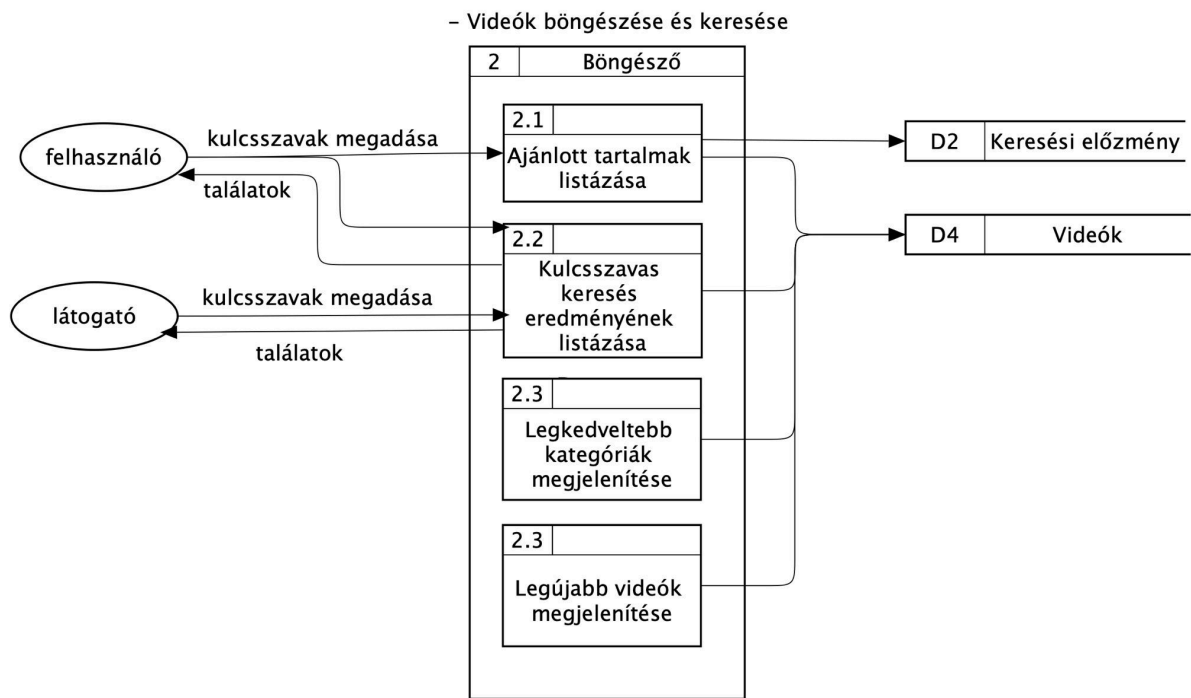 – Videók böngészése és keresése
2 Böngésző
felhasználó
kulcsszavak megadása
találatok
látogató
kulcsszavak megadása
találatok
2.1
Ajánlott tartalmak
listázása
2.2
Kulcsszavas
keresés
eredményének
listázása
2.3
Legkedveltebb
kategóriák
megjelenítése
2.3
Legújabb videók
megjelenítése
D2 Keresési előzmény
D4 Videók